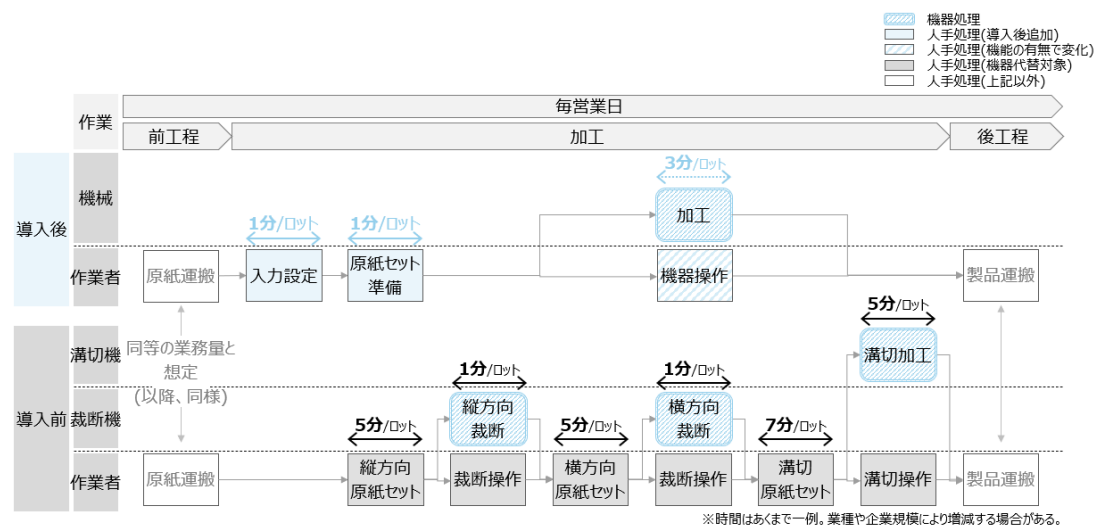 機器処理
人手処理(導入後追加)
人手処理(機能の有無で変化)
人手処理(機器代替対象)
人手処理(上記以外)
作業
毎営業日
前工程
加工
後工程
導入後
機械
3分/ロット
加工
1分/ロット
1分/ロット
作業者
原紙運搬
入力設定
原紙セット
準備
機器操作
製品運搬
導入前
溝切機
同等の業務量と
想定
(以降、同様)
5分/ロット
溝切加工
裁断機
1分/ロット
縦方向
裁断
1分/ロット
横方向
裁断
5分/ロット
5分/ロット
7分/ロット
作業者
原紙運搬
縦方向
原紙セット
裁断操作
横方向
原紙セット
裁断操作
溝切
原紙セット
溝切操作
製品運搬
※時間はあくまで一例。業種や企業規模により増減する場合がある。